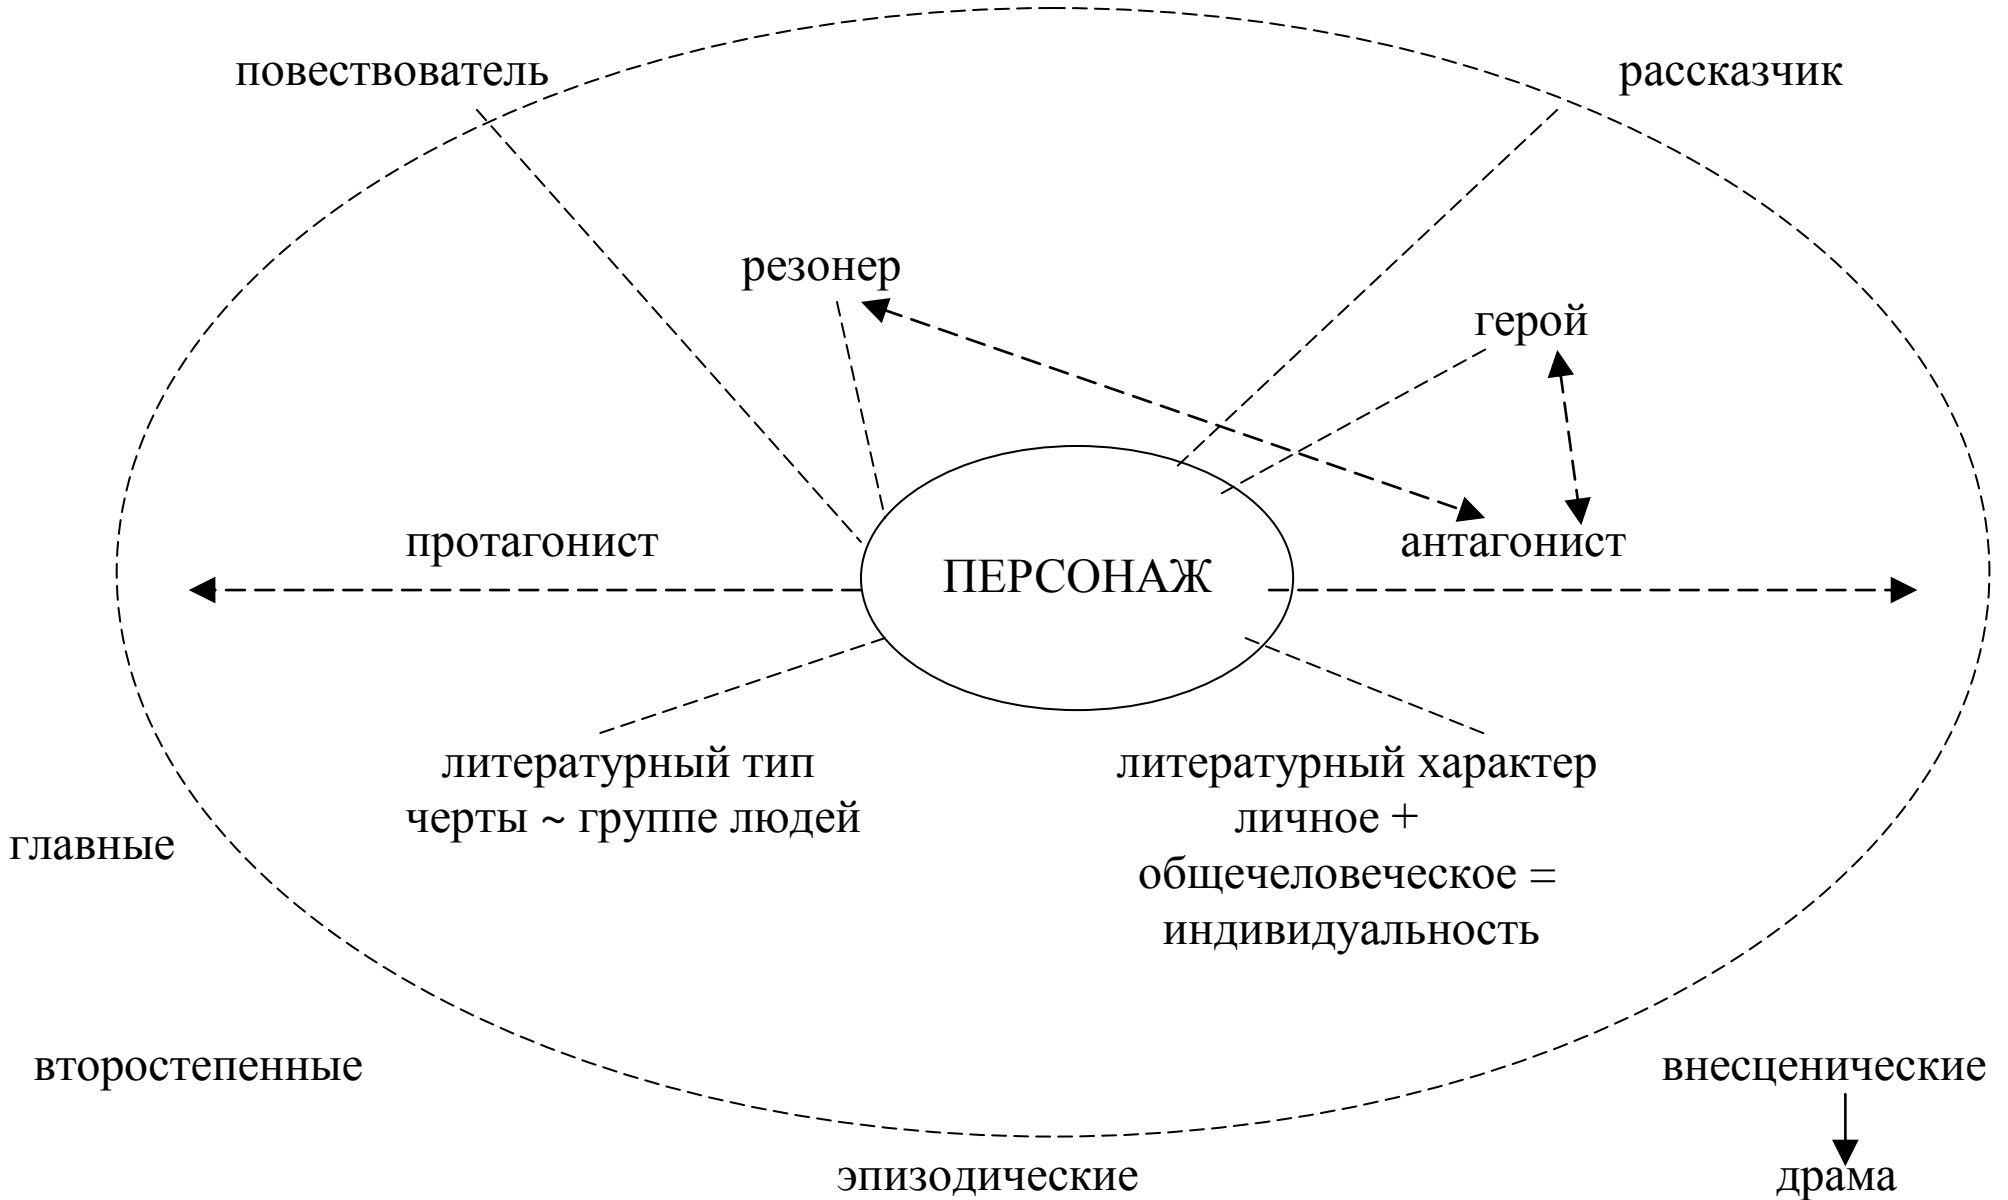 повествователь
рассказчик
резонер
герой
протагонист
антагонист
ПЕРСОНАЖ
литературный тип
черты ~ группе людей
литературный характер
личное +
общечеловеческое =
индивидуальность
главные
второстепенные
внесценические
эпизодические
драма